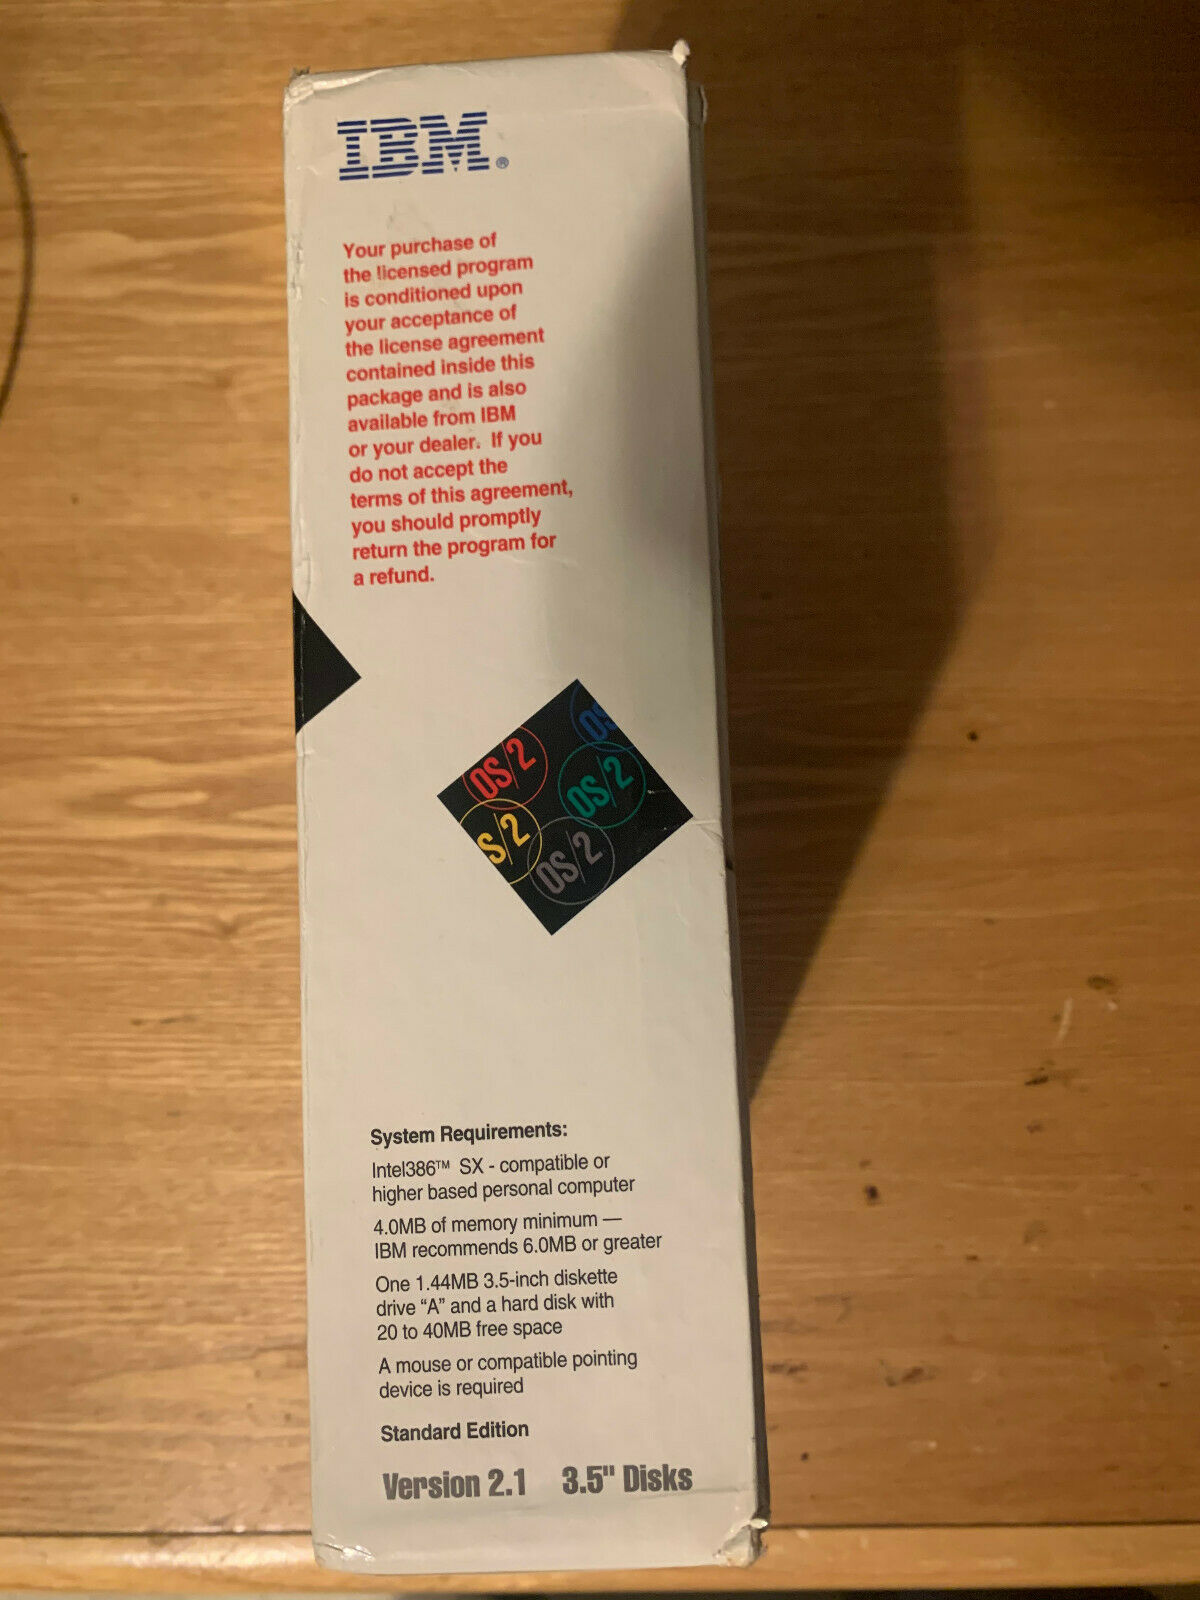 IBM®
Your purchase of
the licensed program
is conditioned upon
your acceptance of
the license agreement
contained inside this
package and is also
available from IBM
or your dealer. If you
do not accept the
terms of this agreement,
you should promptly
return the program for
a refund.
OS
OS/2
OS/2
S/2
OS/2
System Requirements:
Intel386™ SX - compatible or
higher based personal computer
4.0MB of memory minimum —
IBM recommends 6.0MB or greater
One 1.44MB 3.5-inch diskette
drive “A” and a hard disk with
20 to 40MB free space
A mouse or compatible pointing
device is required
Standard Edition
Version 2.1 3.5" Disks